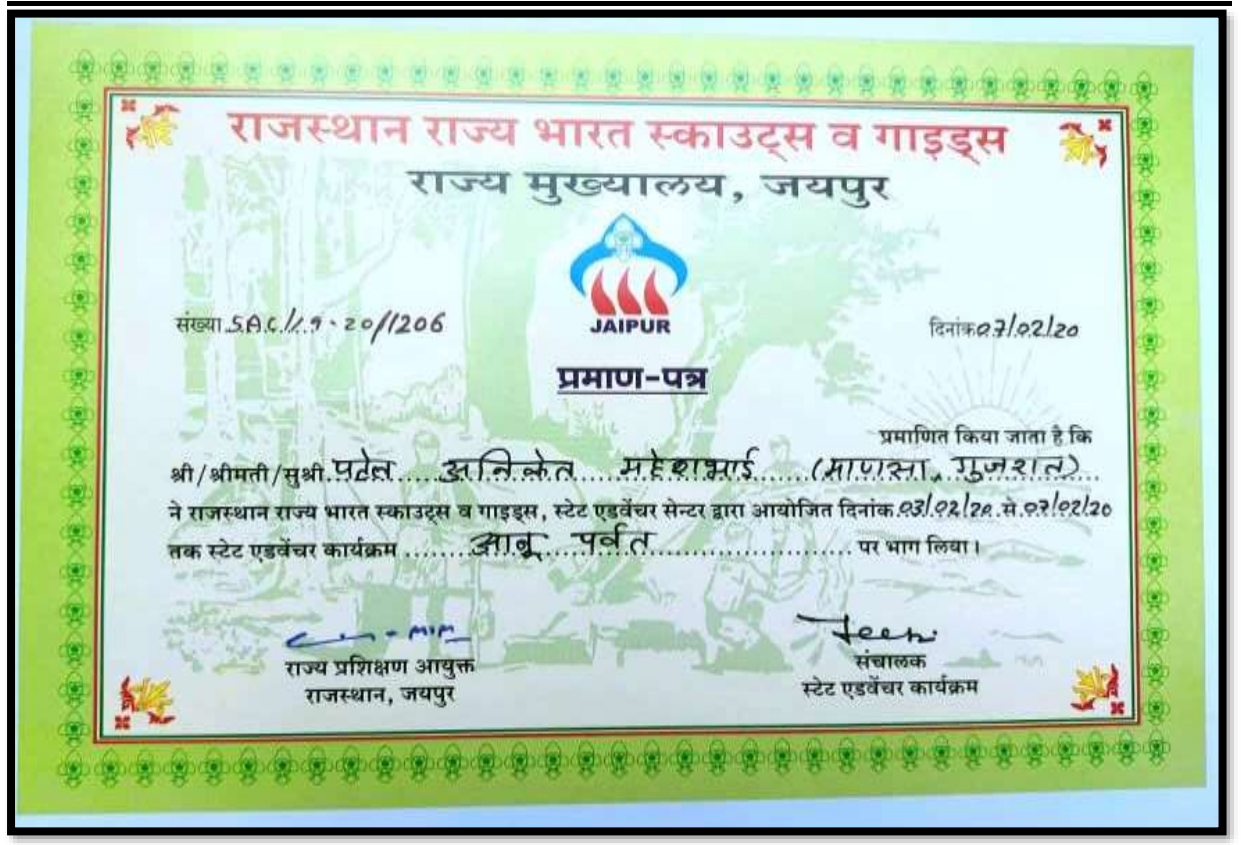 राजस्थान राज्य भारत स्काउट्स व गाइड्स
राज्य मुख्यालय, जयपुर
JAIPUR
संख्या S.A.C./19-20/1206
दिनांक 07/02/20
प्रमाण-पत्र
प्रमाणित किया जाता है कि
श्री/श्रीमती/सुश्री पटेल अनिकेत महेशभाई (माणसा, गुजरात)
ने राजस्थान राज्य भारत स्काउट्स व गाइड्स, स्टेट एडवेंचर सेन्टर द्वारा आयोजित दिनांक 03/02/20 से 07/02/20
तक स्टेट एडवेंचर कार्यक्रम आबू पर्वत पर भाग लिया।
राज्य प्रशिक्षण आयुक्त
राजस्थान, जयपुर
संचालक
स्टेट एडवेंचर कार्यक्रम